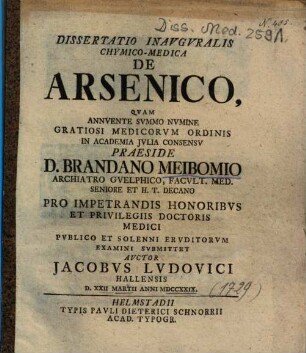 Diss. Med. 259/1
DISSERTATIO INAVGVRALIS
CHYMICO-MEDICA
DE
ARSENICO,
QVAM
ANNVENTE SVMMO NVMINE
GRATIOSI MEDICORVM ORDINIS
IN ACADEMIA JVLIA CONSENSV
PRAESIDE
D. BRANDANO MEIBOMIO
ARCHIATRO GVELPHICO, FACVLT. MED.
SENIORE ET H. T. DECANO
PRO IMPETRANDIS HONORIBVS
ET PRIVILEGIIS DOCTORIS
MEDICI
PVBLICO ET SOLENNI ERVDITORVM
EXAMINI SVBMITTET
AVCTOR
JACOBVS LVDOVICI
HALLENSIS
D. XXII MARTII ANNI MDCCXXIX.
(1729)
HELMSTADII
TYPIS PAVLI DIETERICI SCHNORRII
ACAD. TYPOGR.